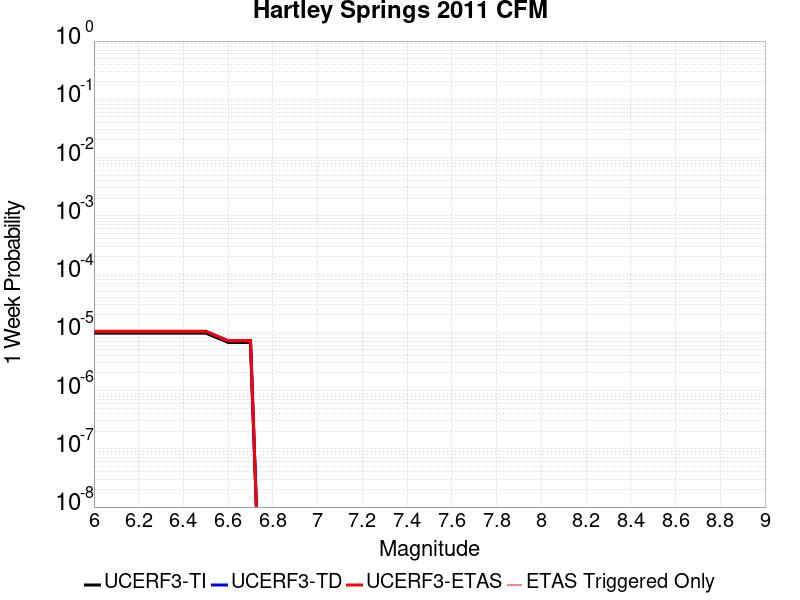 Hartley Springs 2011 CFM
10^0
10^-1
10^-2
10^-3
10^-4
10^-5
10^-6
10^-7
10^-8
1 Week Probability
6 6.2 6.4 6.6 6.8 7 7.2 7.4 7.6 7.8 8 8.2 8.4 8.6 8.8 9
Magnitude
UCERF3-TI UCERF3-TD UCERF3-ETAS ETAS Triggered Only